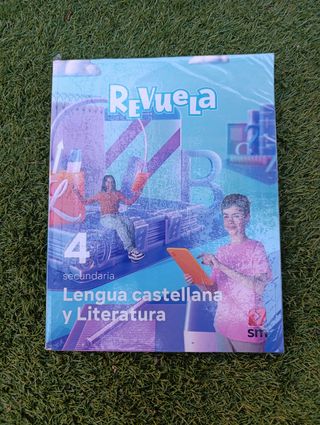 REVUELA
B
4
secundaria
Lengua castellana
y Literatura
sm